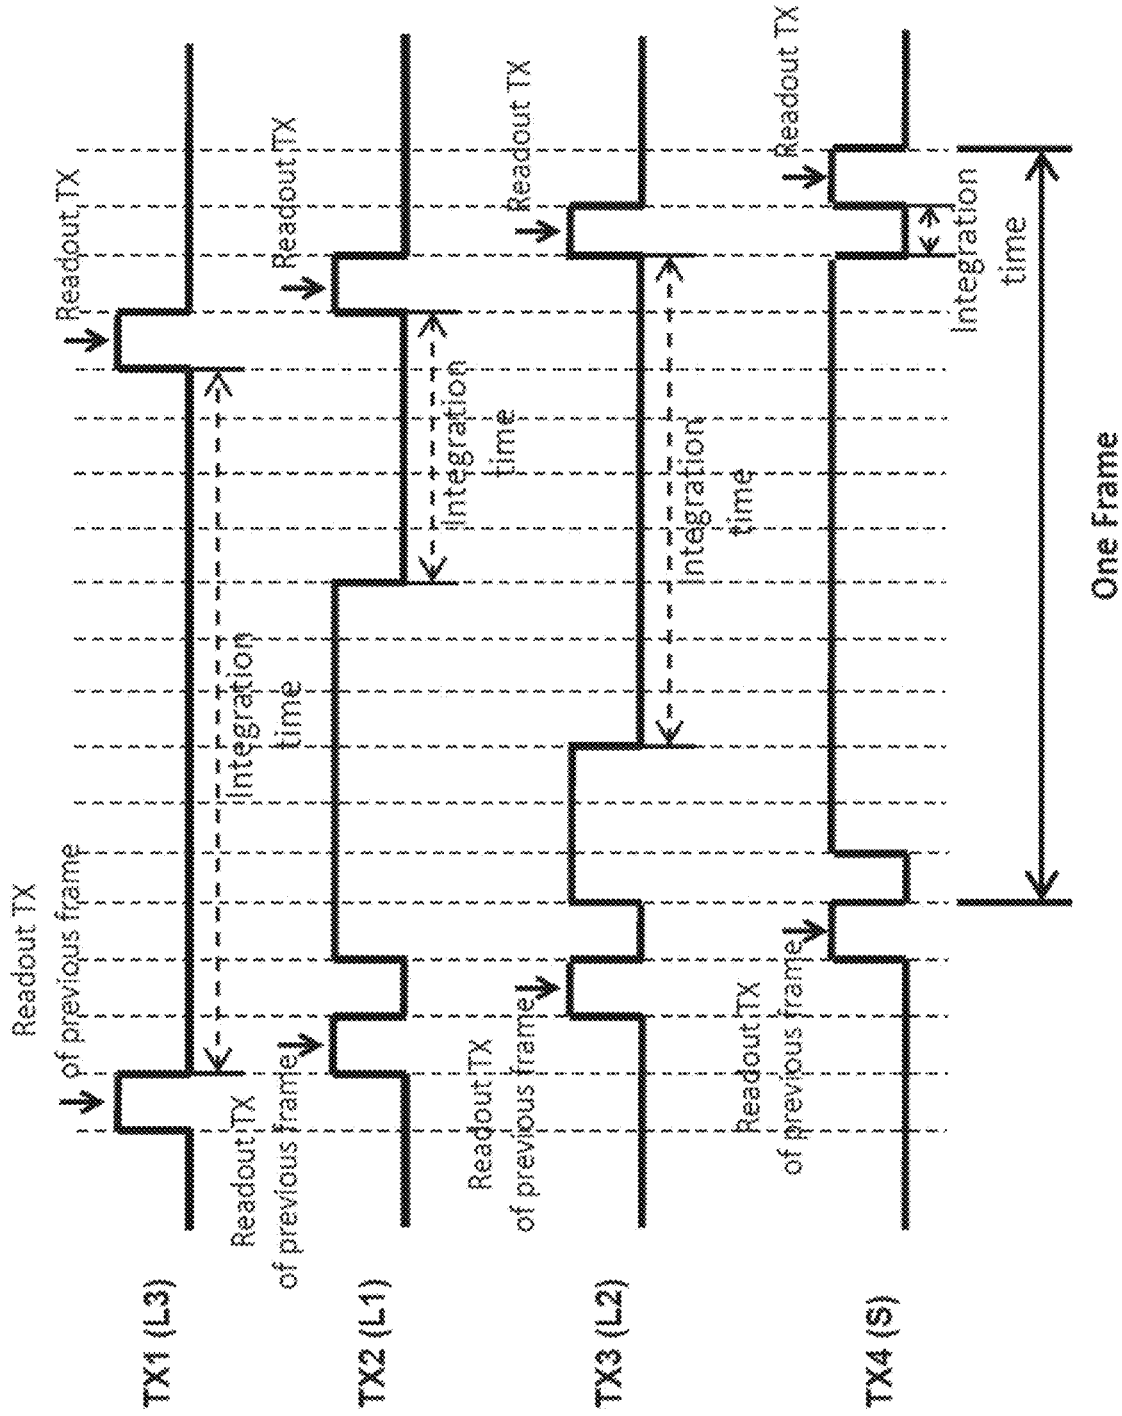 TX1 (L3)
Readout TX
of previous frame
Integration
time
Readout TX
TX2 (L1)
Readout TX
of previous frame
Integration
time
Readout TX
TX3 (L2)
Readout TX
of previous frame
Integration
time
Readout TX
TX4 (S)
Readout TX
of previous frame
Integration
time
Readout TX
One Frame